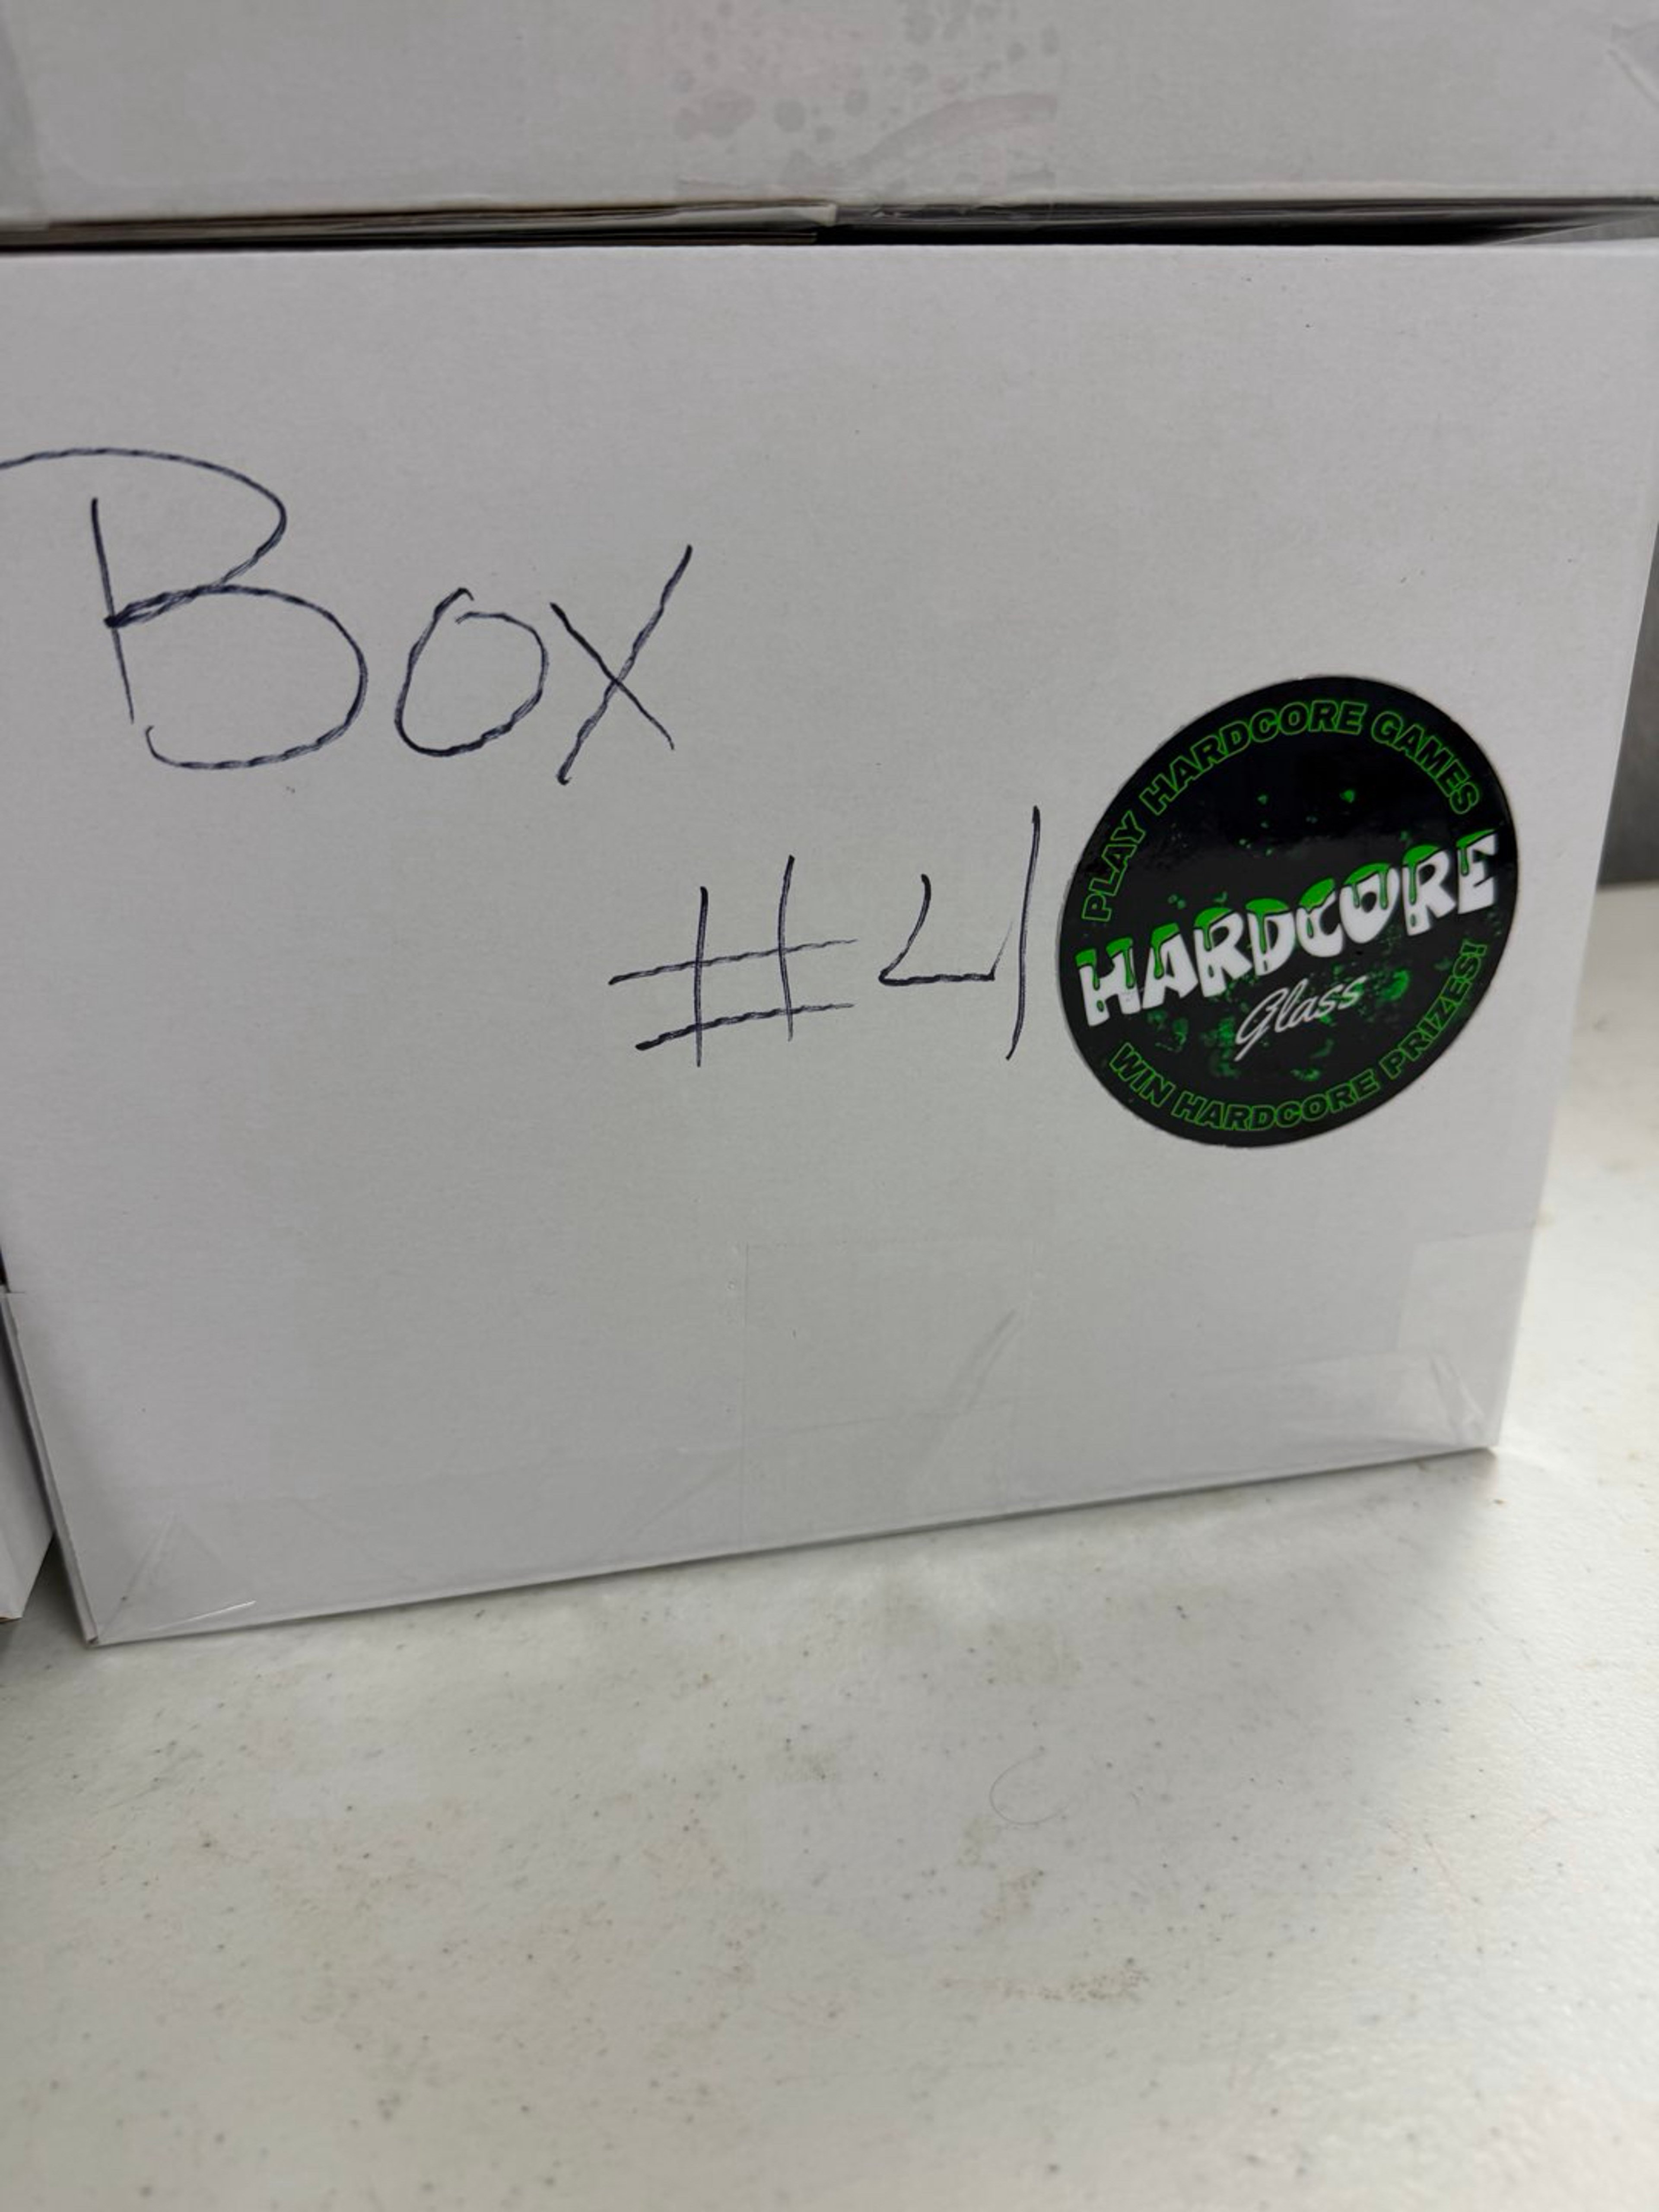 Box
#4
PLAY HARDCORE GAMES
HARDCORE
Glass
WIN HARDCORE PRIZES!